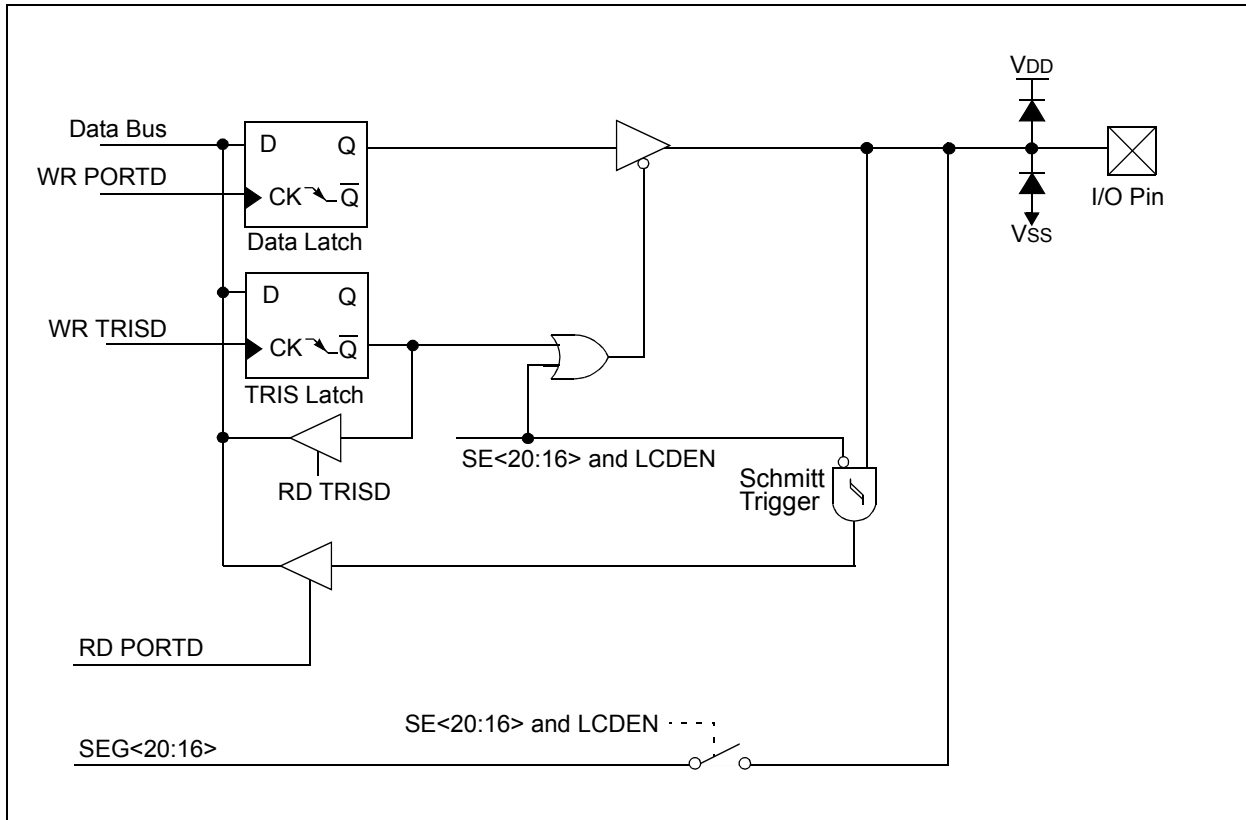 VDD
Data Bus
D Q
WR PORTD
CK Q̅
I/O Pin
Data Latch
VSS
D Q
WR TRISD
CK Q̅
TRIS Latch
SE<20:16> and LCDEN
Schmitt
Trigger
RD TRISD
RD PORTD
SE<20:16> and LCDEN
SEG<20:16>